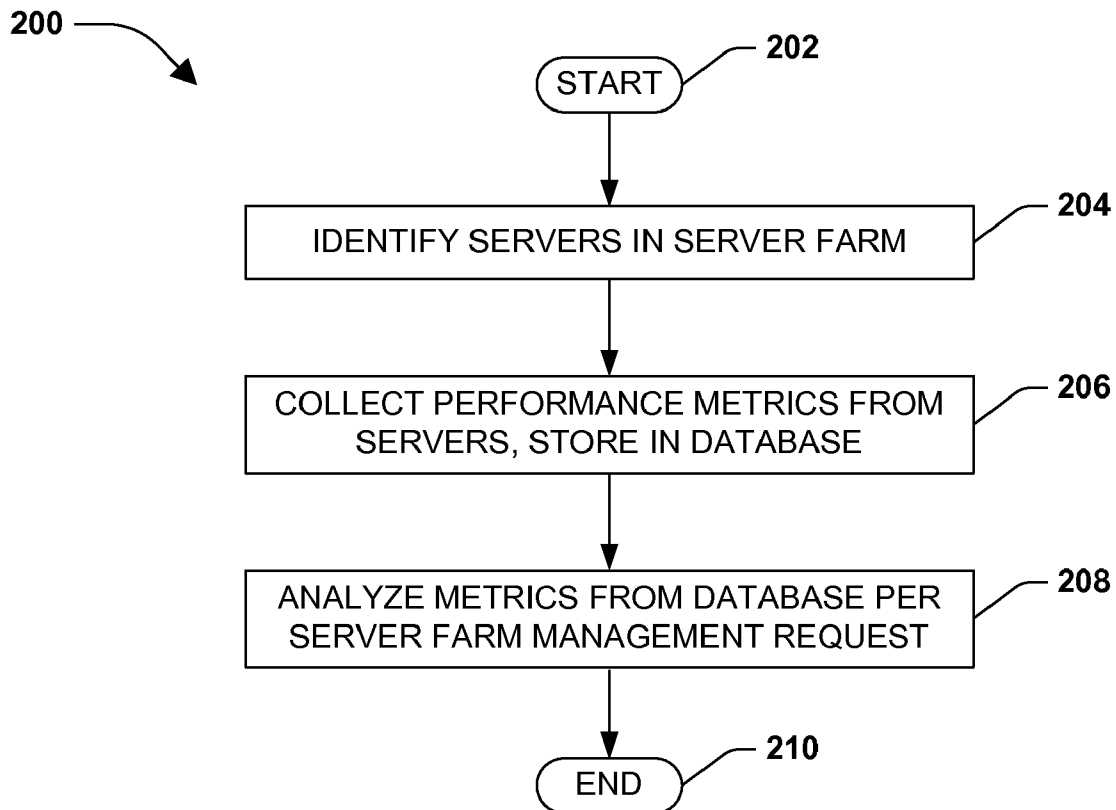 200
202
START
204
IDENTIFY SERVERS IN SERVER FARM
206
COLLECT PERFORMANCE METRICS FROM
SERVERS, STORE IN DATABASE
208
ANALYZE METRICS FROM DATABASE PER
SERVER FARM MANAGEMENT REQUEST
210
END